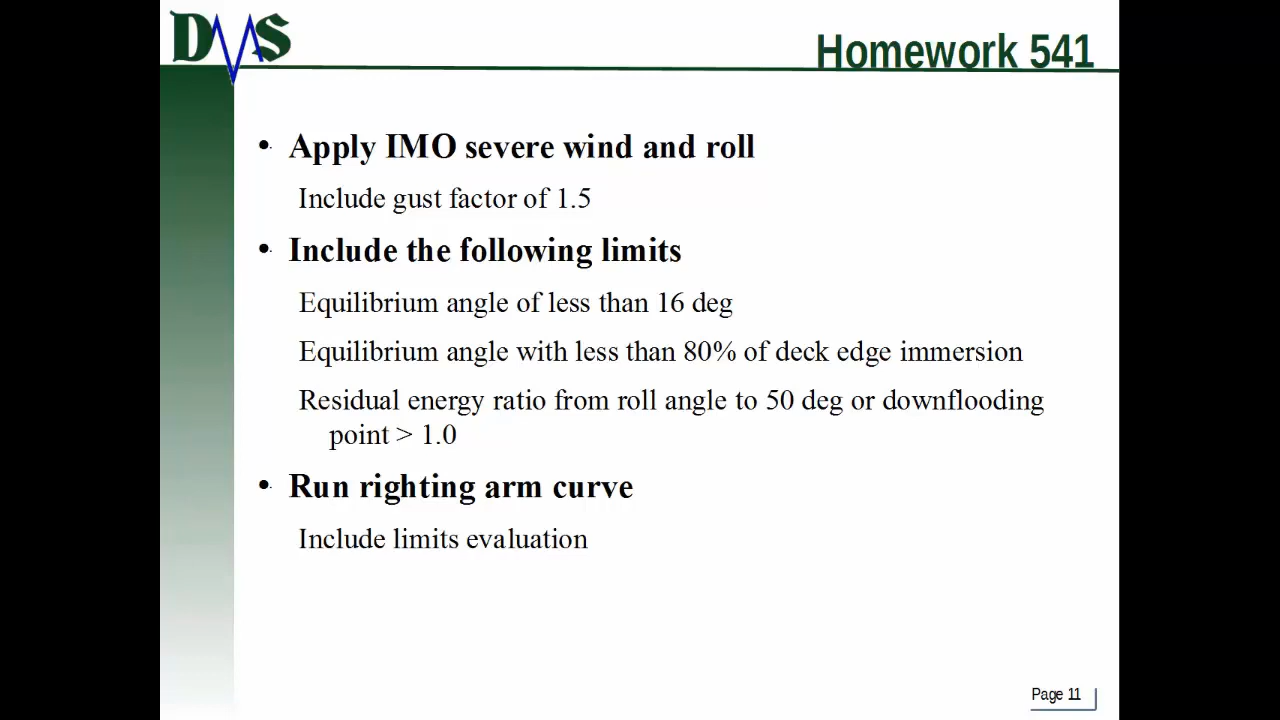 DMS
Homework 541
• Apply IMO severe wind and roll
Include gust factor of 1.5
• Include the following limits
Equilibrium angle of less than 16 deg
Equilibrium angle with less than 80% of deck edge immersion
Residual energy ratio from roll angle to 50 deg or downflooding
point > 1.0
• Run righting arm curve
Include limits evaluation
Page 11